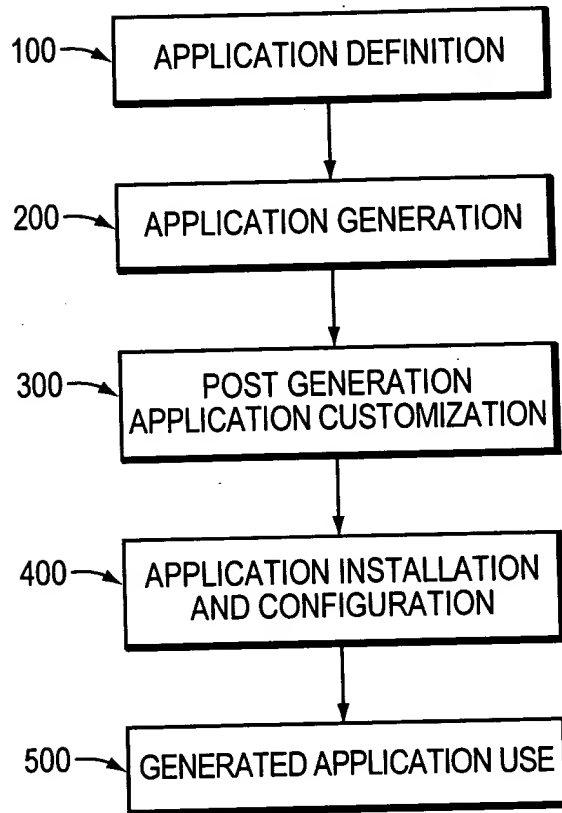 100
APPLICATION DEFINITION
200
APPLICATION GENERATION
300
POST GENERATION
APPLICATION CUSTOMIZATION
400
APPLICATION INSTALLATION
AND CONFIGURATION
500
GENERATED APPLICATION USE